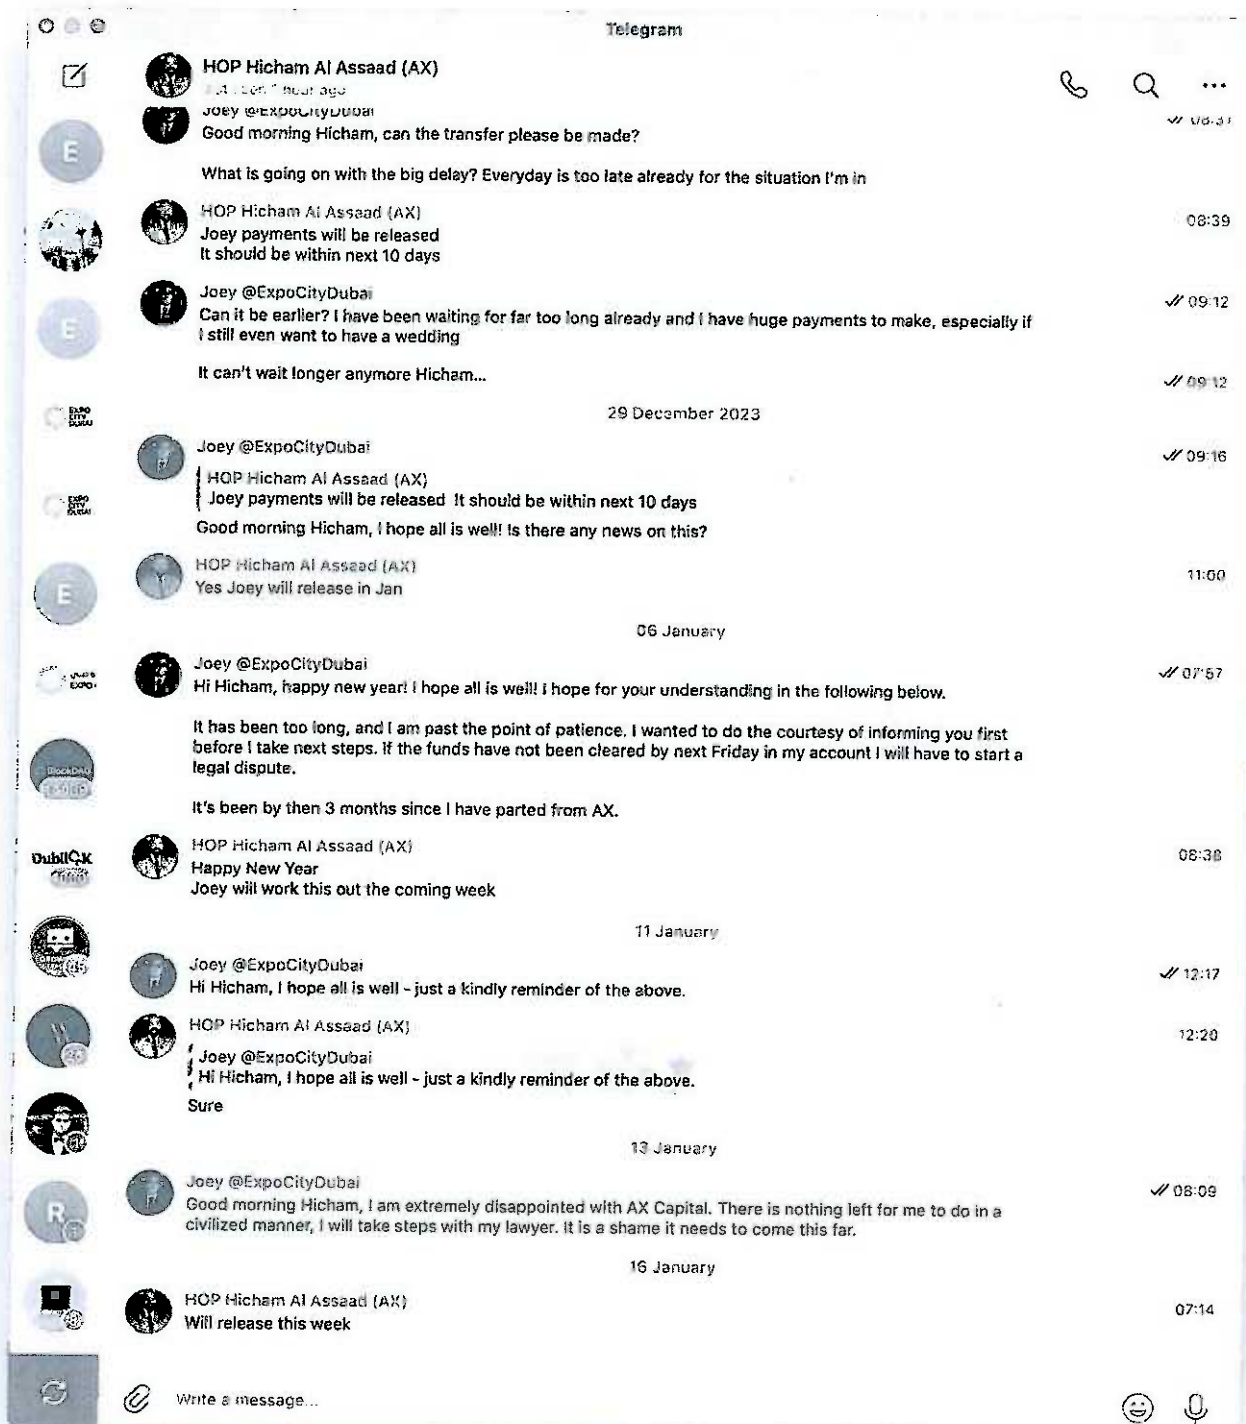 Telegram
HOP Hicham Al Assaad (AX)
hour ago
Joey @ExpoCityDubai
Good morning Hicham, can the transfer please be made?
08:31
What is going on with the big delay? Everyday is too late already for the situation I'm in
HOP Hicham Al Assaad (AX)
08:39
Joey payments will be released
It should be within next 10 days
Joey @ExpoCityDubai
09:12
Can it be earlier? I have been waiting for far too long already and I have huge payments to make, especially if
I still even want to have a wedding
It can't wait longer anymore Hicham...
09:12
29 December 2023
Joey @ExpoCityDubai
09:16
HOP Hicham Al Assaad (AX)
Joey payments will be released It should be within next 10 days
Good morning Hicham, I hope all is well! Is there any news on this?
HOP Hicham Al Assaad (AX)
11:00
Yes Joey will release in Jan
06 January
Joey @ExpoCityDubai
07:57
Hi Hicham, happy new year! I hope all is well! I hope for your understanding in the following below.
It has been too long, and I am past the point of patience. I wanted to do the courtesy of informing you first
before I take next steps. If the funds have not been cleared by next Friday in my account I will have to start a
legal dispute.
It's been by then 3 months since I have parted from AX.
HOP Hicham Al Assaad (AX)
08:38
Happy New Year
Joey will work this out the coming week
11 January
Joey @ExpoCityDubai
12:17
Hi Hicham, I hope all is well - just a kindly reminder of the above.
HOP Hicham Al Assaad (AX)
12:20
Joey @ExpoCityDubai
Hi Hicham, I hope all is well - just a kindly reminder of the above.
Sure
13 January
Joey @ExpoCityDubai
08:09
Good morning Hicham, I am extremely disappointed with AX Capital. There is nothing left for me to do in a
civilized manner, I will take steps with my lawyer. It is a shame it needs to come this far.
16 January
HOP Hicham Al Assaad (AX)
07:14
Will release this week
Write a message...
E
E
EXPO
CITY
DUBAI
EXPO
CITY
DUBAI
E
EXPO
BlockDAG
R